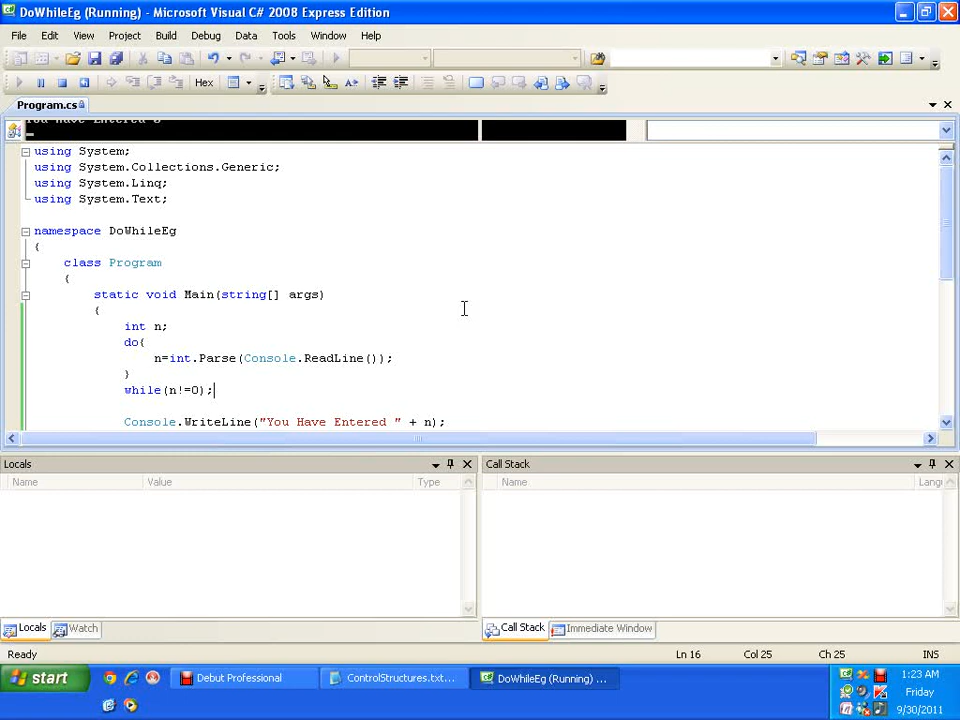 DoWhileEg (Running) - Microsoft Visual C# 2008 Express Edition
File Edit View Project Build Debug Data Tools Window Help
Hex
Program.cs
You Have Entered
using System;
using System.Collections.Generic;
using System.Linq;
using System.Text;
namespace DoWhileEg
{
class Program
{
static void Main(string[] args)
{
int n;
do{
n=int.Parse(Console.ReadLine());
}
while(n!=0);
Console.WriteLine("You Have Entered " + n);
Locals
Call Stack
Name Value Type
Name Langu
Locals Watch
Call Stack Immediate Window
Ready Ln 16 Col 25 Ch 25 INS
start Debut Professional ControlStructures.txt... DoWhileEg (Running) ...
1:23 AM
Friday
9/30/2011